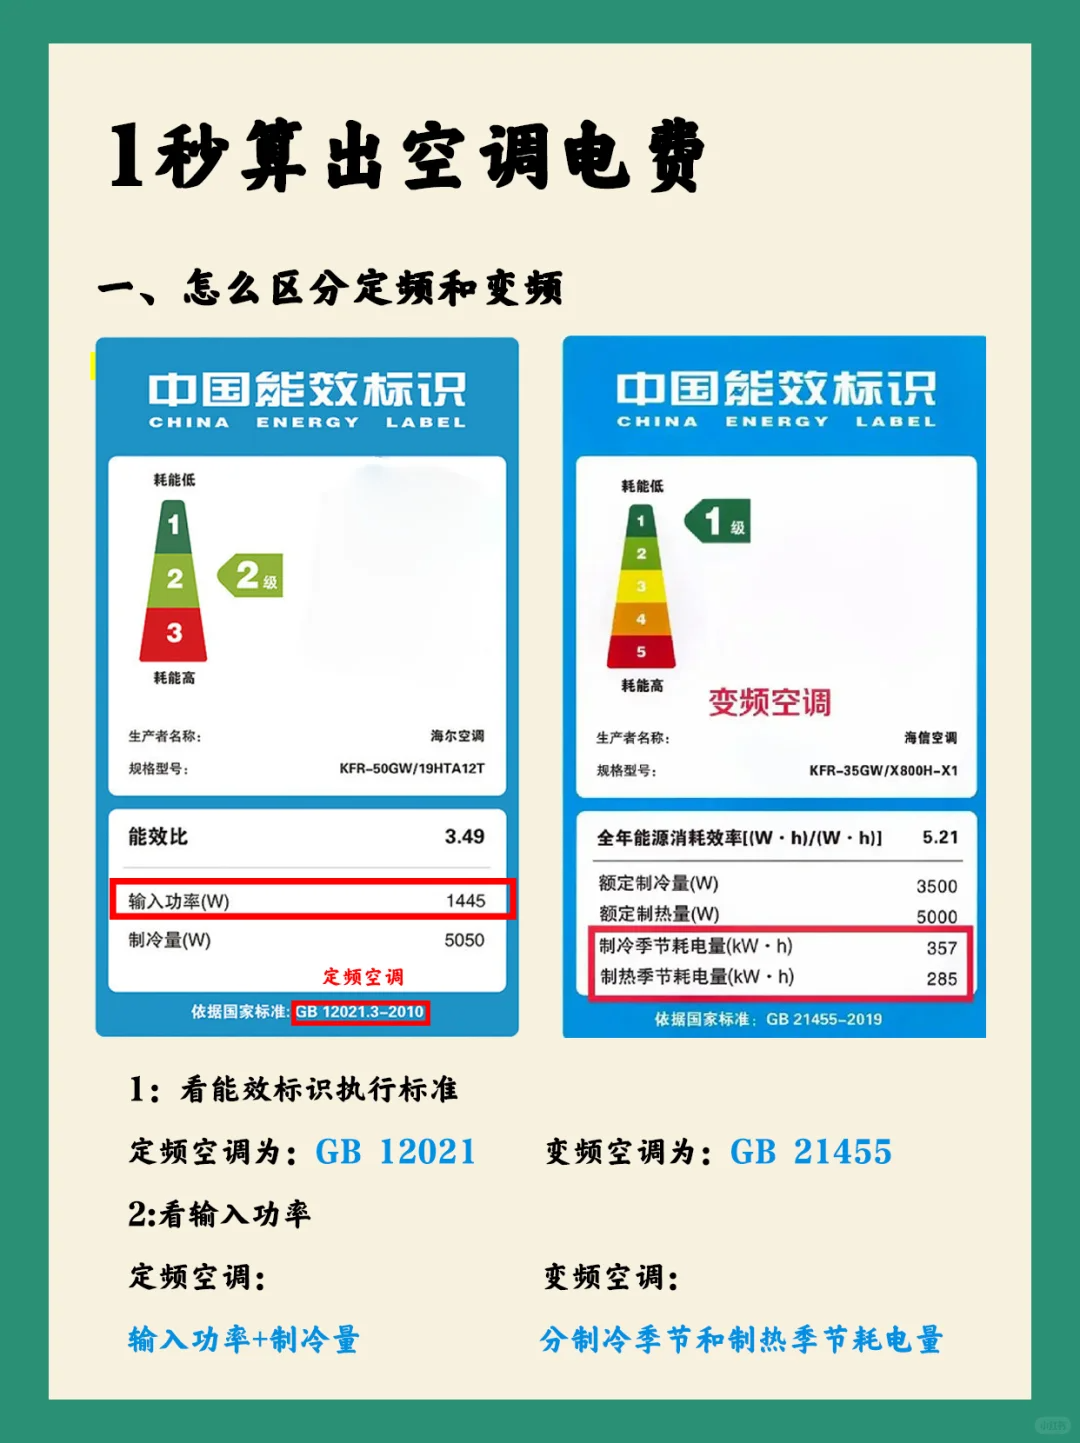 1秒算出空调电费
一、怎么区分定频和变频
中国能效标识
CHINA ENERGY LABEL
耗能低
1
2
3
2级
耗能高
生产者名称: 海尔空调
规格型号: KFR-50GW/19HTA12T
能效比 3.49
输入功率(W) 1445
制冷量(W) 5050
定频空调
依据国家标准: GB 12021.3-2010
中国能效标识
CHINA ENERGY LABEL
耗能低
1
2
3
4
5
1级
耗能高
变频空调
生产者名称: 海信空调
规格型号: KFR-35GW/X800H-X1
全年能源消耗效率[(W·h)/(W·h)] 5.21
额定制冷量(W) 3500
额定制热量(W) 5000
制冷季节耗电量(kW·h) 357
制热季节耗电量(kW·h) 285
依据国家标准: GB 21455-2019
1: 看能效标识执行标准
定频空调为: GB 12021 变频空调为: GB 21455
2:看输入功率
定频空调: 变频空调:
输入功率+制冷量 分制冷季节和制热季节耗电量
小红书